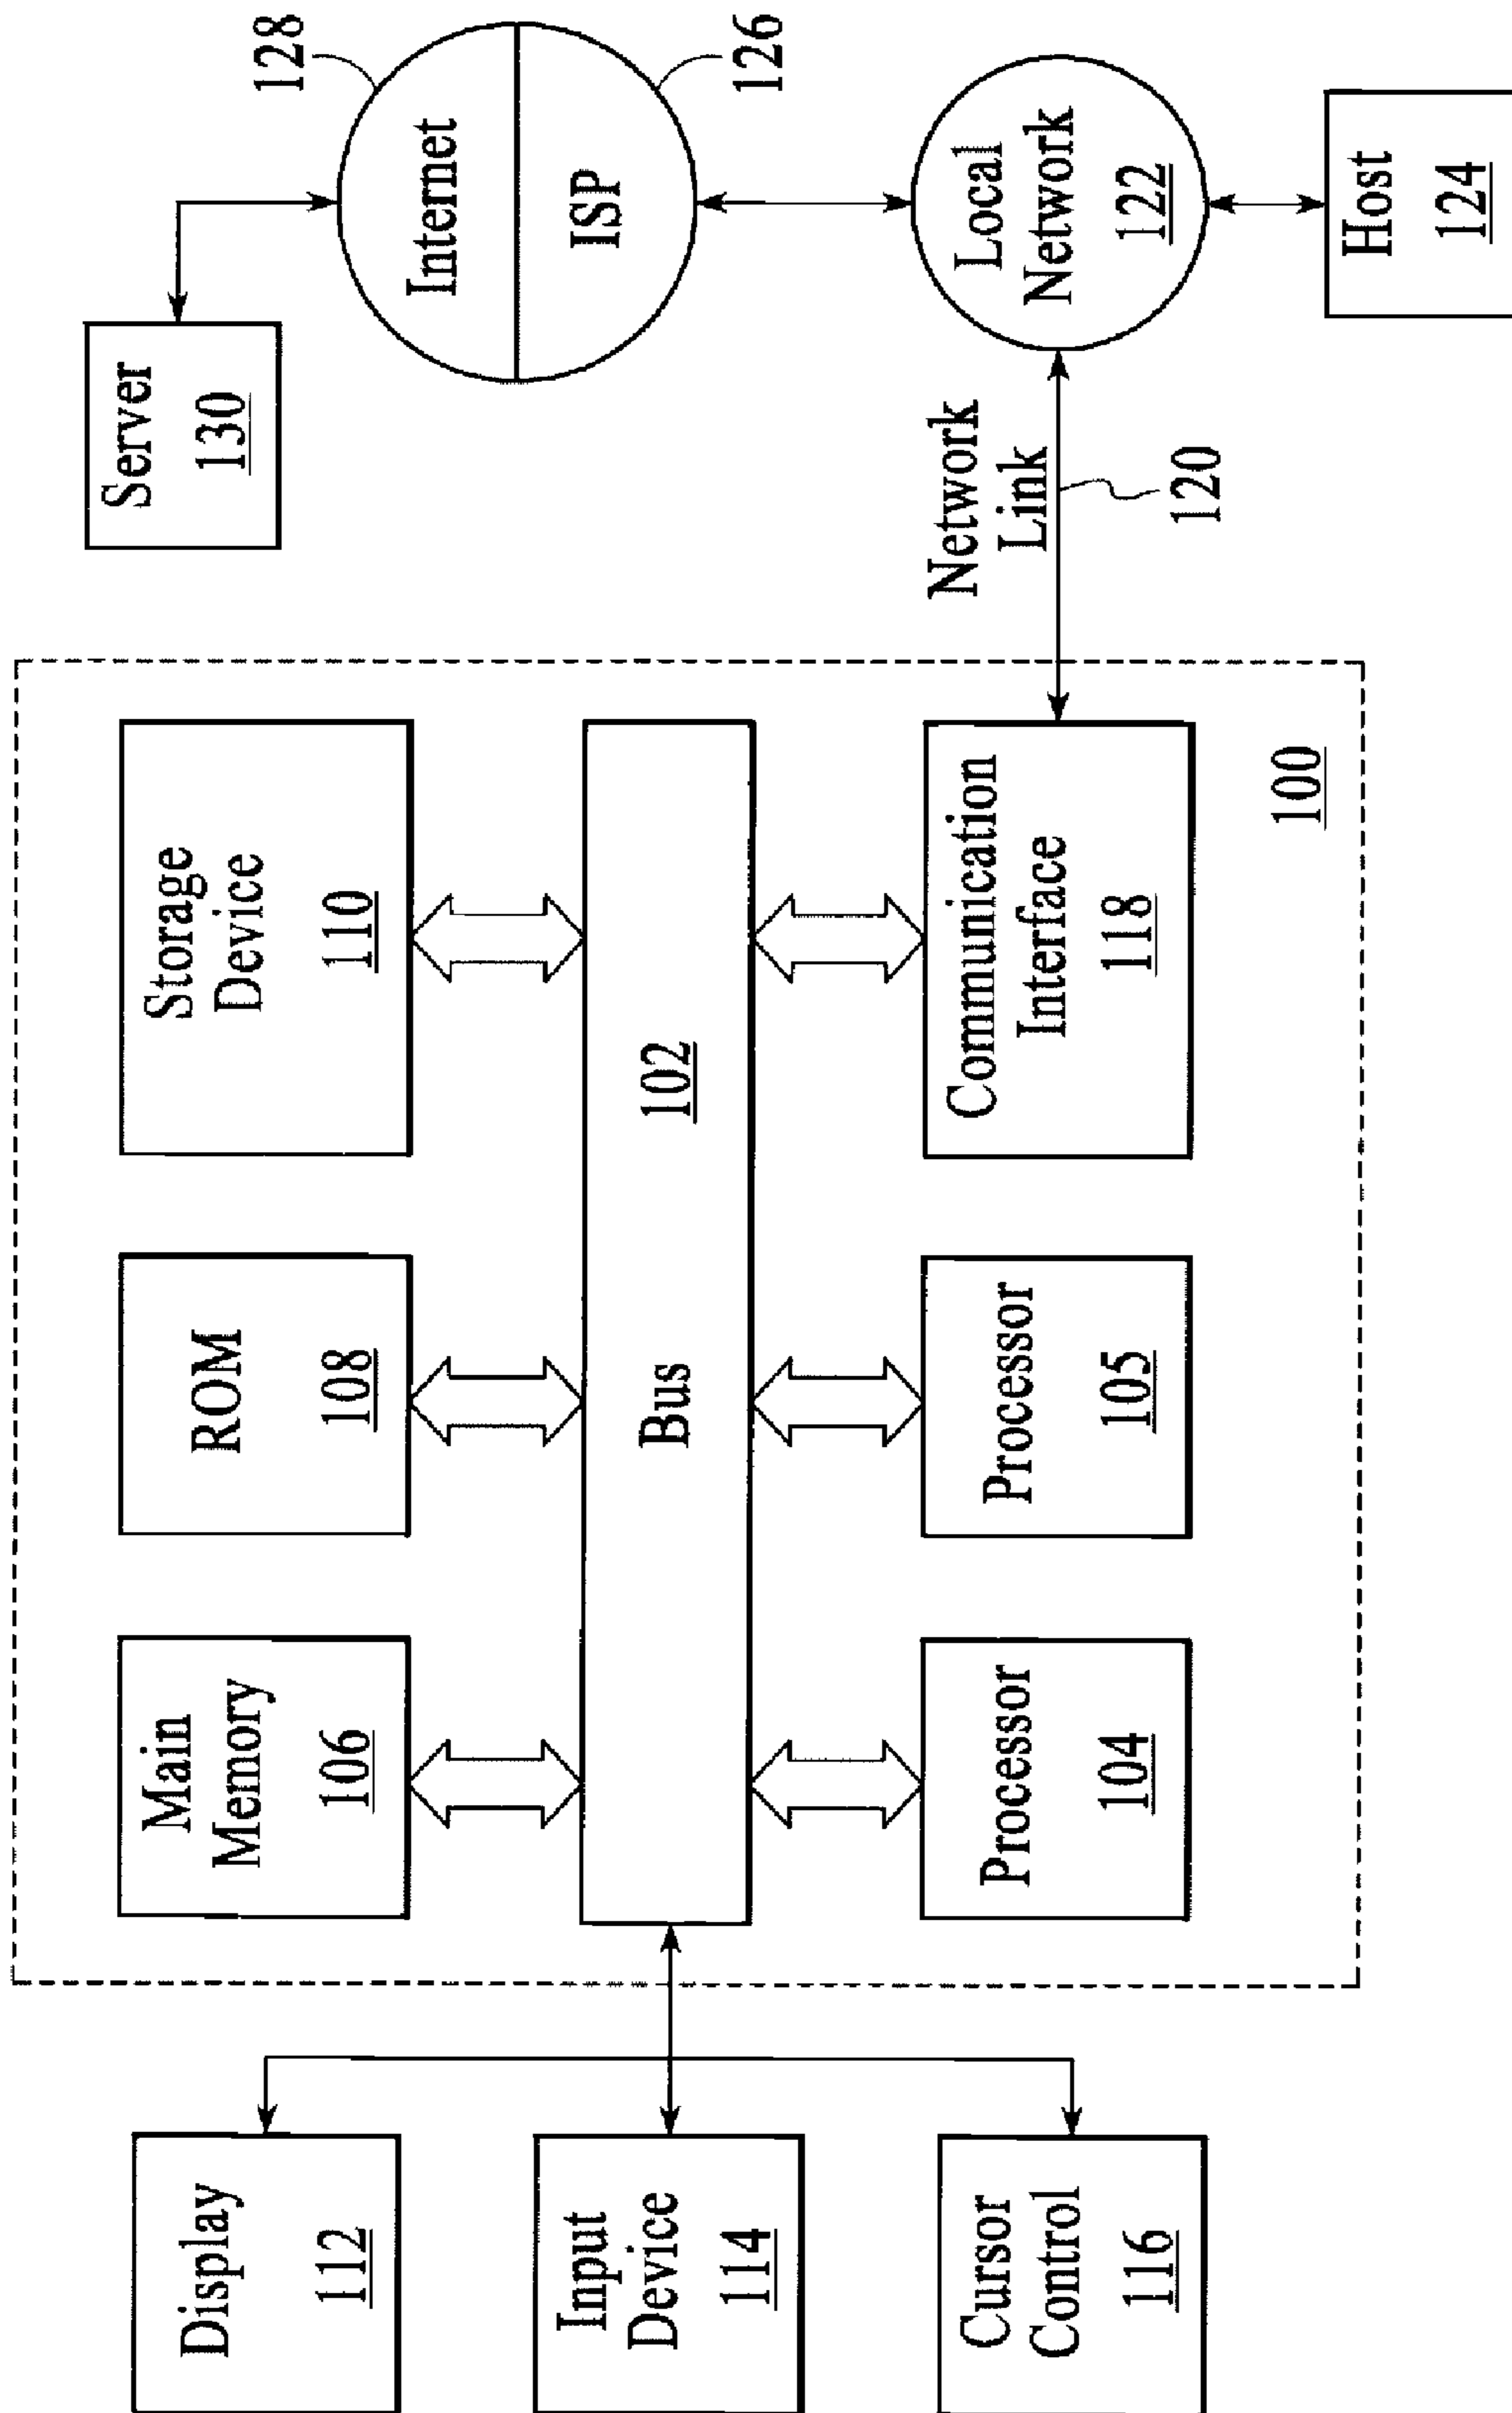 Display
112
Input
Device
114
Cursor
Control
116
Main
Memory
106
ROM
108
Storage
Device
110
Bus
102
Processor
104
Processor
105
Communication
Interface
118
100
Server
130
128
Internet
ISP
126
Network
Link
120
Local
Network
122
Host
124